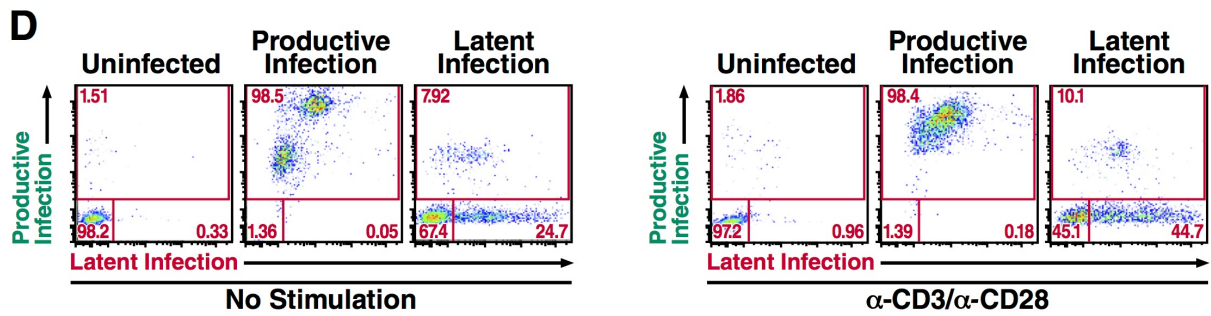 D
Uninfected
Productive
Infection
Latent
Infection
Uninfected
Productive
Infection
Latent
Infection
Productive
Infection
1.51
98.2
0.33
98.5
1.36
0.05
7.92
67.4
24.7
Productive
Infection
1.86
97.2
0.96
98.4
1.39
0.18
10.1
45.1
44.7
Latent Infection
Latent Infection
No Stimulation
α-CD3/α-CD28